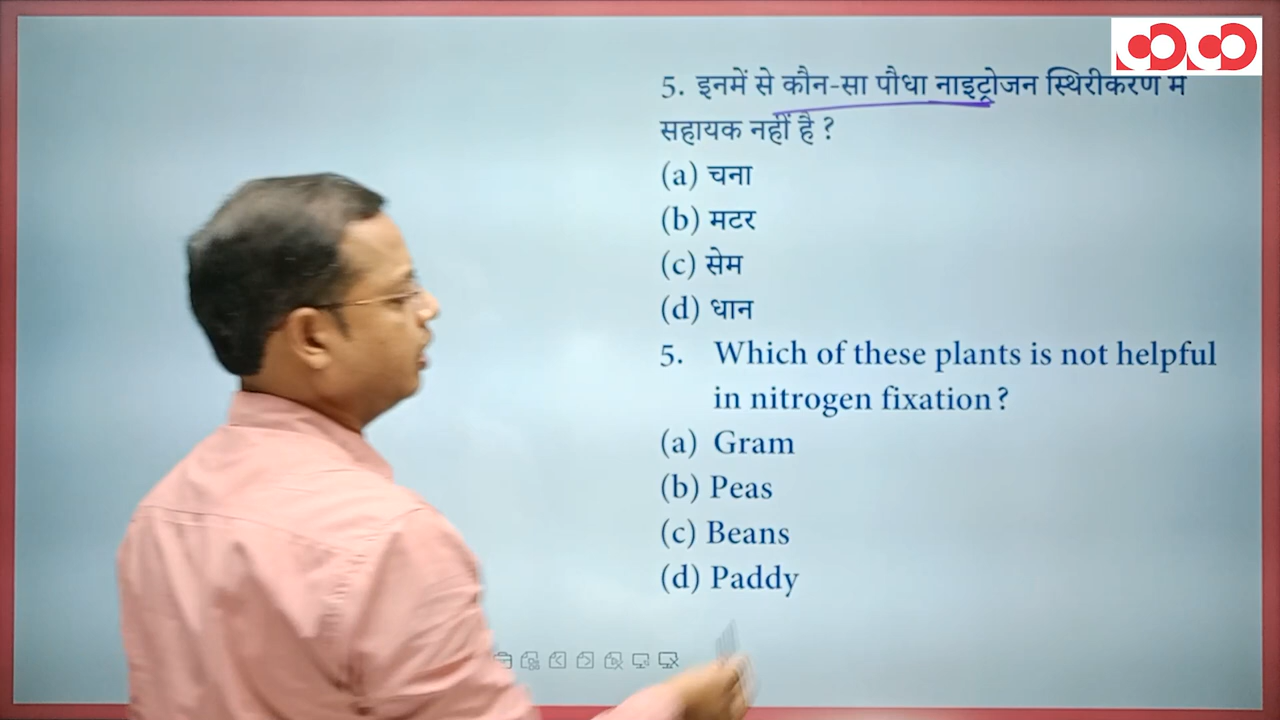 5. इनमें से कौन-सा पौधा नाइट्रोजन स्थिरीकरण में
सहायक नहीं है ?
(a) चना
(b) मटर
(c) सेम
(d) धान
5. Which of these plants is not helpful
in nitrogen fixation ?
(a) Gram
(b) Peas
(c) Beans
(d) Paddy